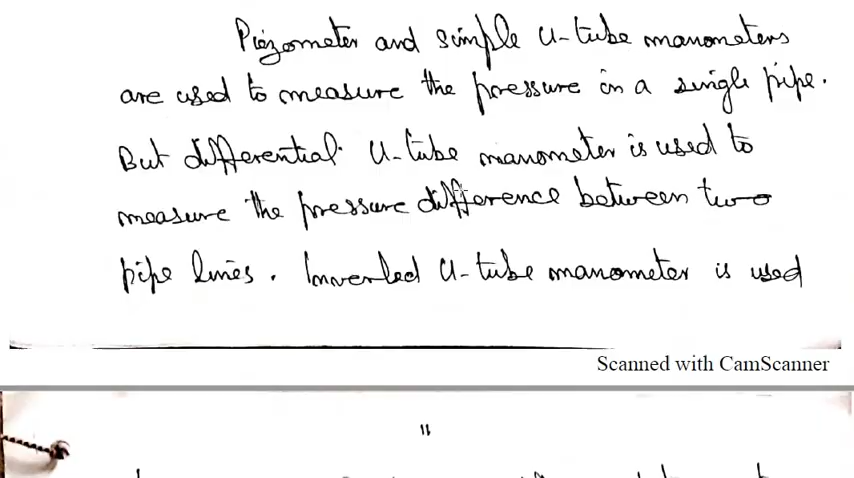 Piezometer and simple U-tube manometers
are used to measure the pressure in a single pipe.
But differential U-tube manometer is used to
measure the pressure difference between two
pipe lines. Inverted U-tube manometer is used
Scanned with CamScanner
11